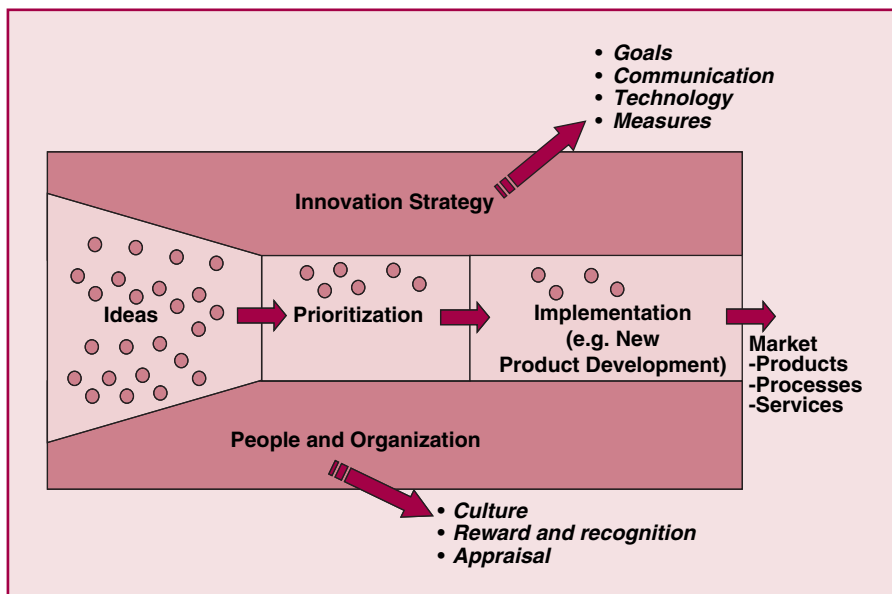 • Goals
• Communication
• Technology
• Measures
Innovation Strategy
Ideas
Prioritization
Implementation
(e.g. New
Product Development)
Market
-Products
-Processes
-Services
People and Organization
• Culture
• Reward and recognition
• Appraisal